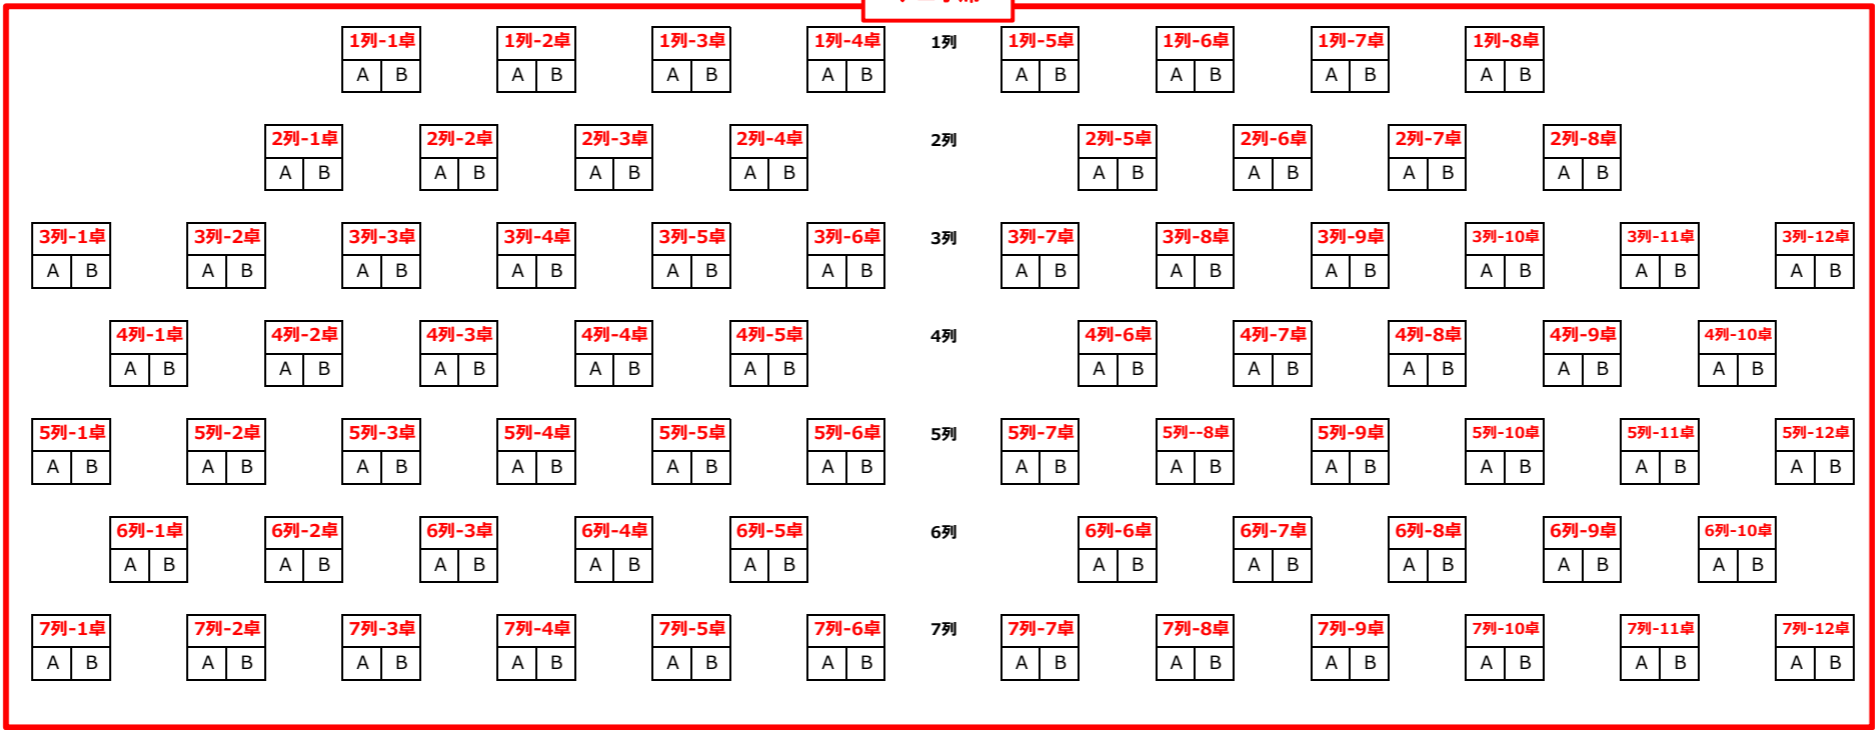 1列-1卓 1列-2卓 1列-3卓 1列-4卓 1列 1列-5卓 1列-6卓 1列-7卓 1列-8卓
A B A B A B A B A B A B A B A B
2列-1卓 2列-2卓 2列-3卓 2列-4卓 2列 2列-5卓 2列-6卓 2列-7卓 2列-8卓
A B A B A B A B A B A B A B A B
3列-1卓 3列-2卓 3列-3卓 3列-4卓 3列-5卓 3列-6卓 3列 3列-7卓 3列-8卓 3列-9卓 3列-10卓 3列-11卓 3列-12卓
A B A B A B A B A B A B A B A B A B A B A B A B
4列-1卓 4列-2卓 4列-3卓 4列-4卓 4列-5卓 4列 4列-6卓 4列-7卓 4列-8卓 4列-9卓 4列-10卓
A B A B A B A B A B A B A B A B A B A B
5列-1卓 5列-2卓 5列-3卓 5列-4卓 5列-5卓 5列-6卓 5列 5列-7卓 5列--8卓 5列-9卓 5列-10卓 5列-11卓 5列-12卓
A B A B A B A B A B A B A B A B A B A B A B A B
6列-1卓 6列-2卓 6列-3卓 6列-4卓 6列-5卓 6列 6列-6卓 6列-7卓 6列-8卓 6列-9卓 6列-10卓
A B A B A B A B A B A B A B A B A B A B
7列-1卓 7列-2卓 7列-3卓 7列-4卓 7列-5卓 7列-6卓 7列 7列-7卓 7列-8卓 7列-9卓 7列-10卓 7列-11卓 7列-12卓
A B A B A B A B A B A B A B A B A B A B A B A B